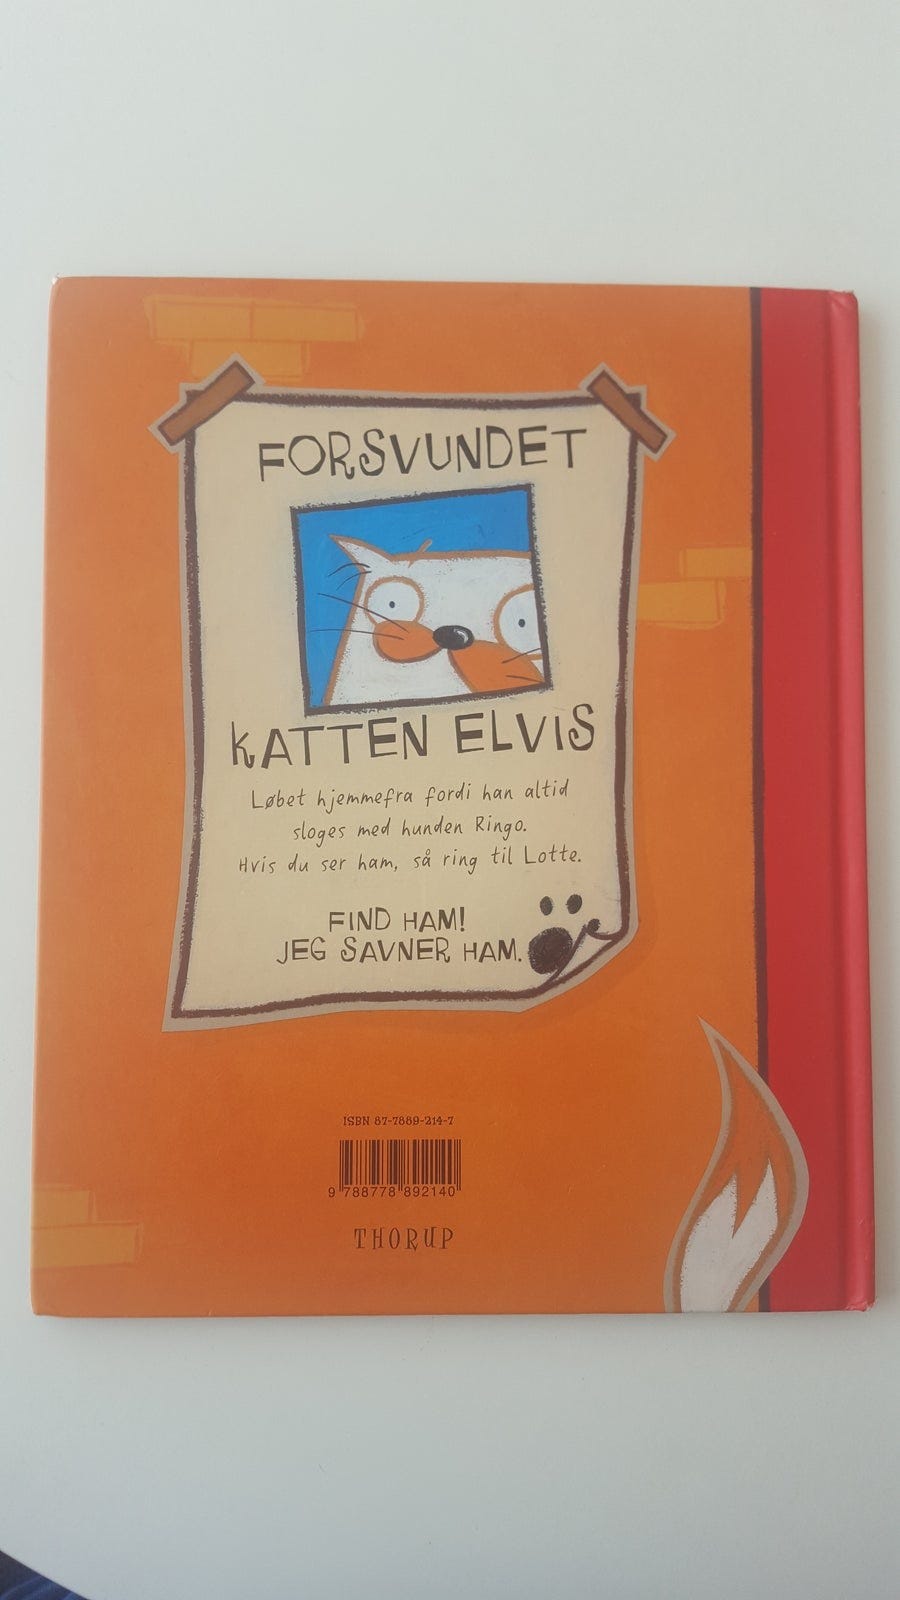 FORSVUNDET
KATTEN ELVIS
Løbet hjemmefra fordi han altid
sloges med hunden Ringo.
Hvis du ser ham, så ring til Lotte.
FIND HAM!
JEG SAVNER HAM.
ISBN 87-7889-214-7
9 788778 892140
THORUP